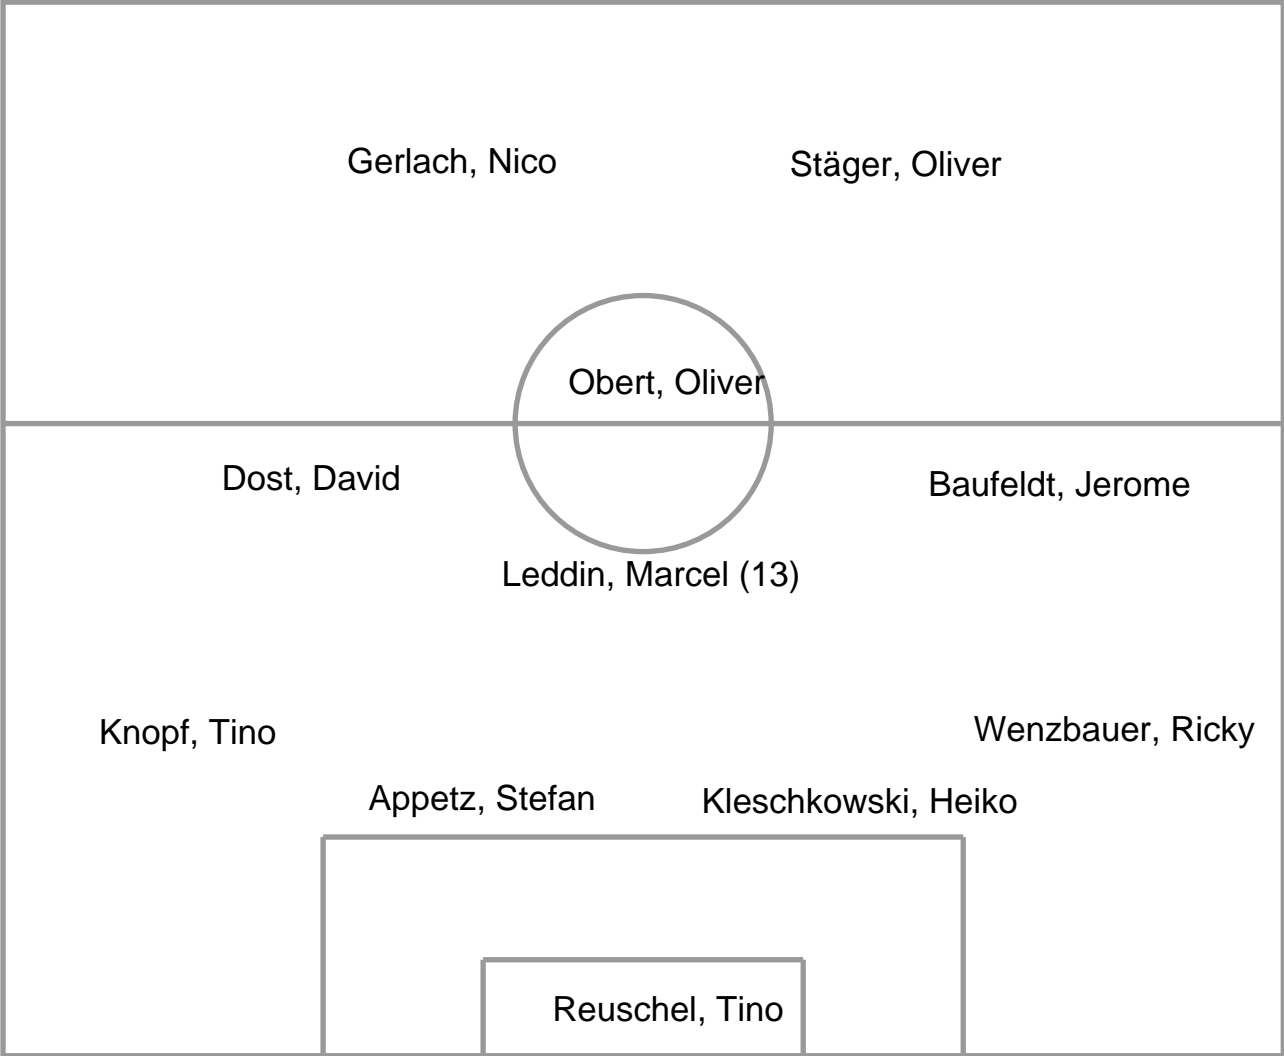 Gerlach, Nico
Stäger, Oliver
Obert, Oliver
Dost, David
Baufeldt, Jerome
Leddin, Marcel (13)
Knopf, Tino
Wenzbauer, Ricky
Appetz, Stefan
Kleschkowski, Heiko
Reuschel, Tino